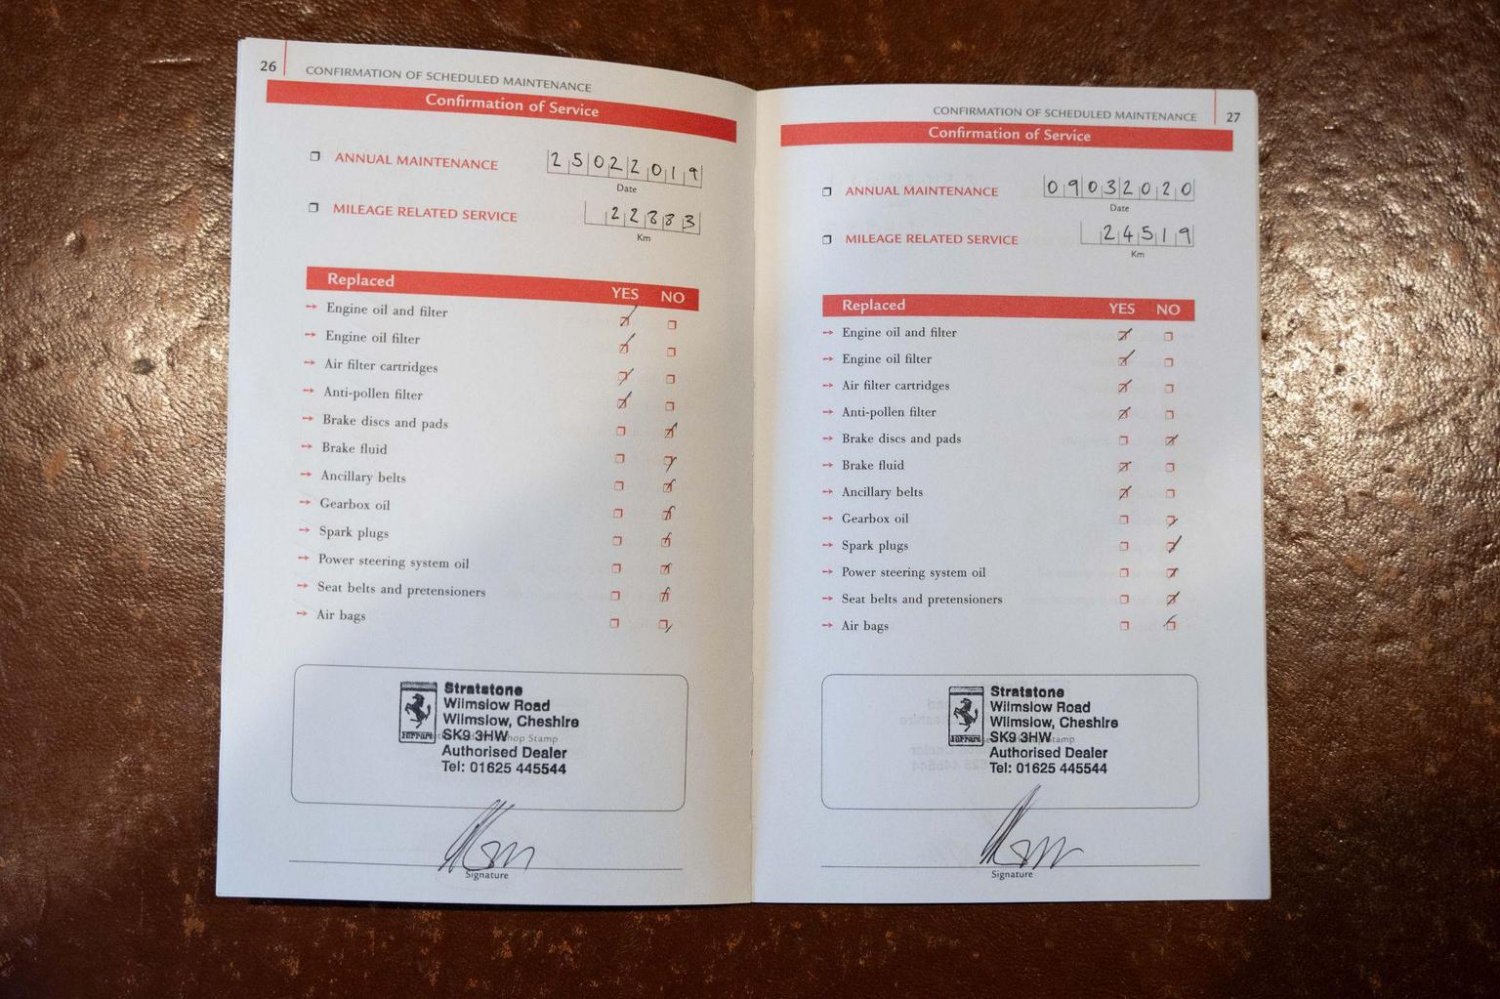 26
CONFIRMATION OF SCHEDULED MAINTENANCE
Confirmation of Service
ANNUAL MAINTENANCE
25022019
Date
MILEAGE RELATED SERVICE
22883
Km
Replaced YES NO
Engine oil and filter
Engine oil filter
Air filter cartridges
Anti-pollen filter
Brake discs and pads
Brake fluid
Ancillary belts
Gearbox oil
Spark plugs
Power steering system oil
Seat belts and pretensioners
Air bags
Stratstone
Wilmslow Road
Wilmslow, Cheshire
SK9 3HW
Stamp
Ferrari
Authorised Dealer
Tel: 01625 445544
Signature
CONFIRMATION OF SCHEDULED MAINTENANCE
27
Confirmation of Service
ANNUAL MAINTENANCE
09032020
Date
MILEAGE RELATED SERVICE
24519
Km
Replaced YES NO
Engine oil and filter
Engine oil filter
Air filter cartridges
Anti-pollen filter
Brake discs and pads
Brake fluid
Ancillary belts
Gearbox oil
Spark plugs
Power steering system oil
Seat belts and pretensioners
Air bags
Stratstone
Wilmslow Road
Wilmslow, Cheshire
SK9 3HW
Stamp
Ferrari
Authorised Dealer
Tel: 01625 445544
Signature